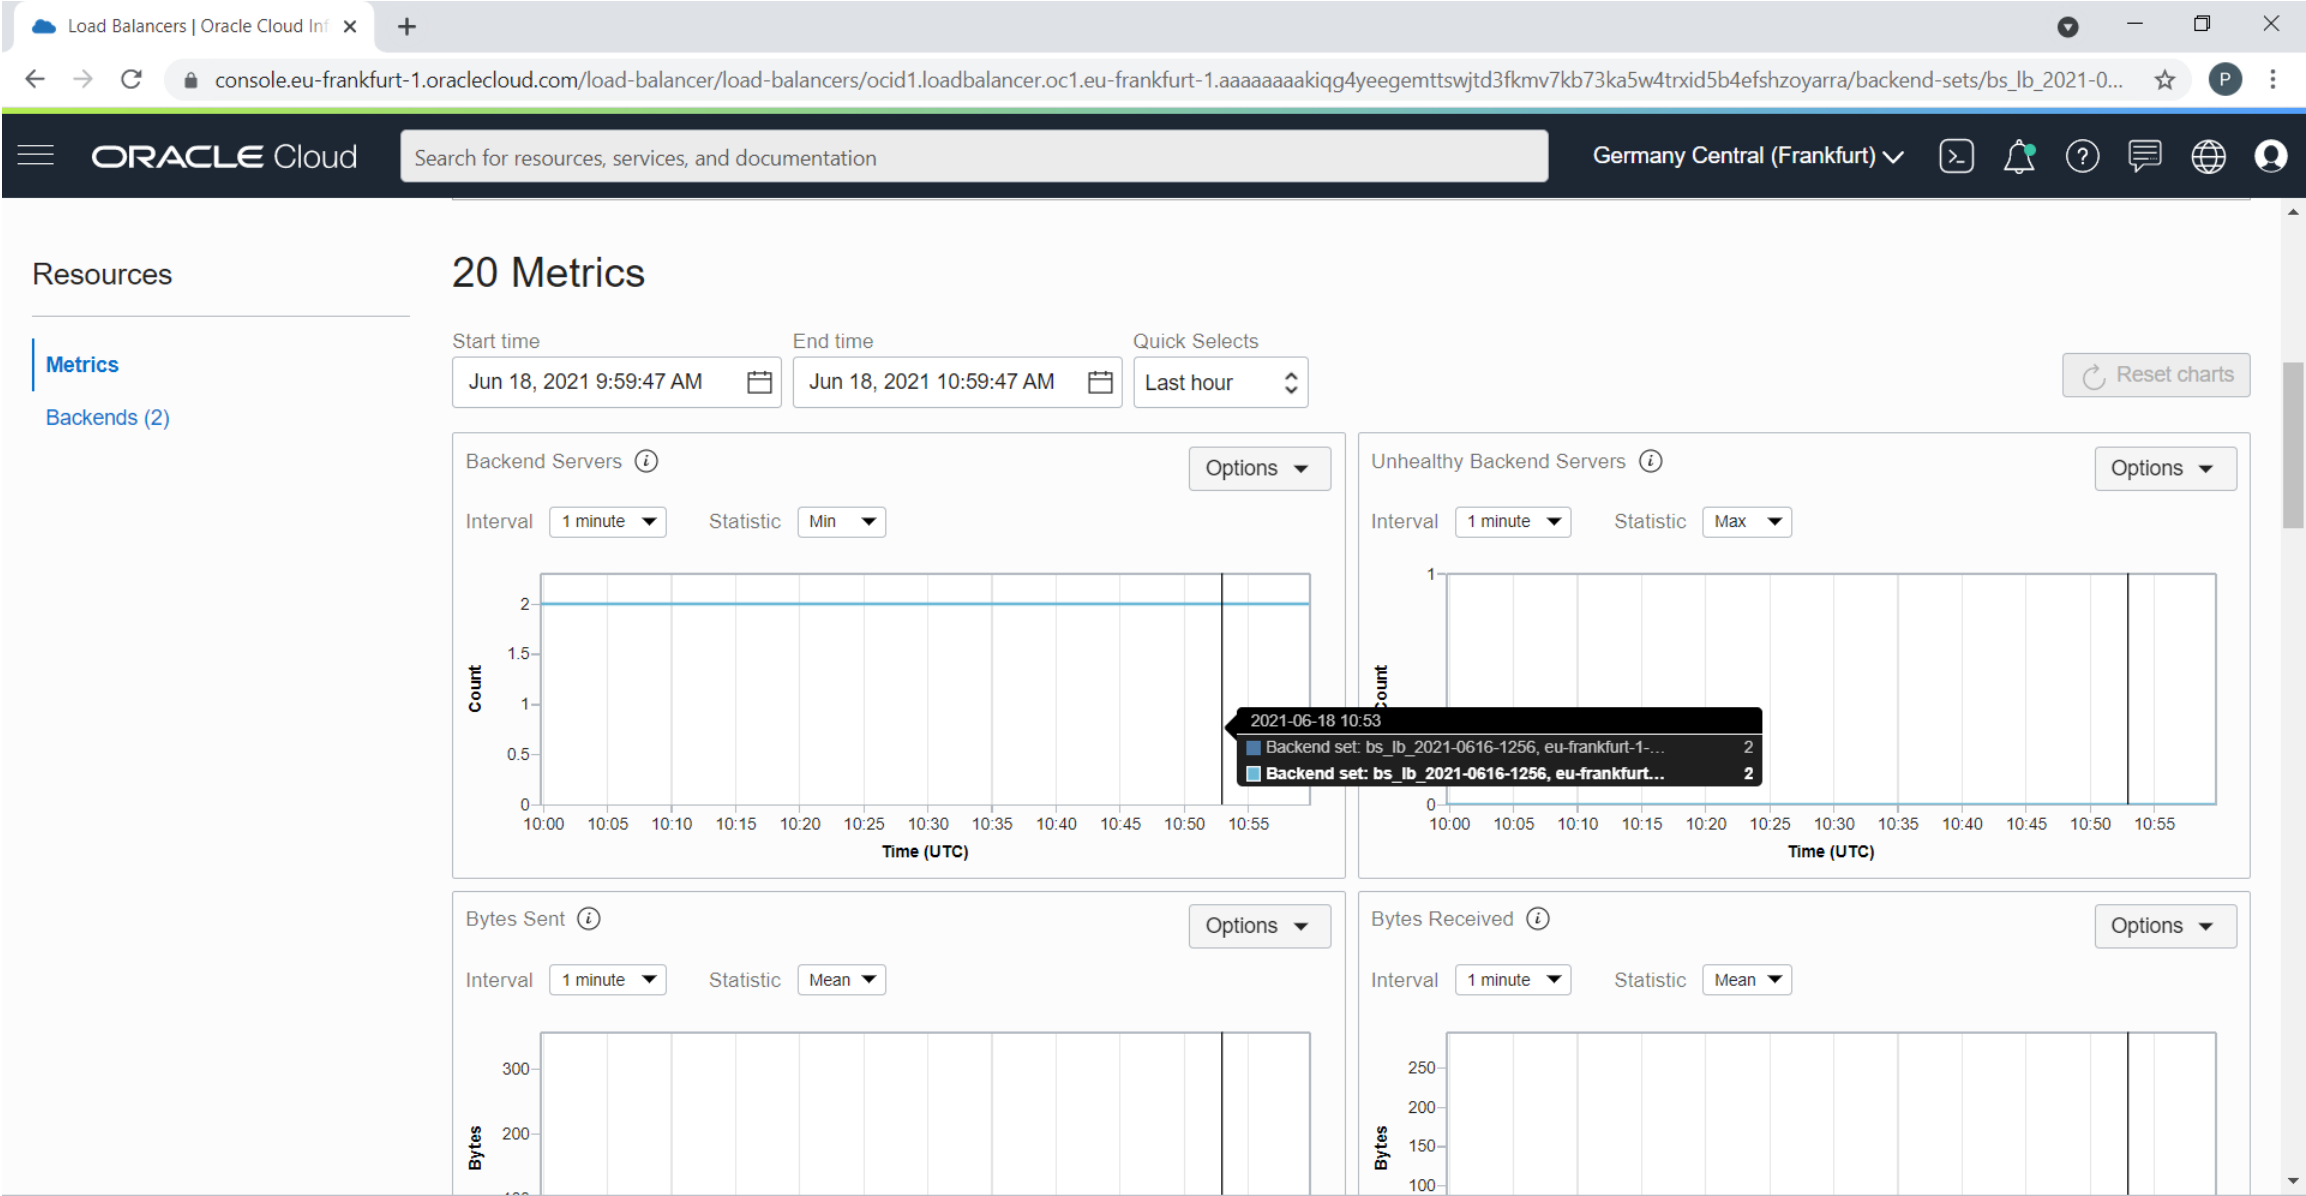 Load Balancers | Oracle Cloud Inf
console.eu-frankfurt-1.oraclecloud.com/load-balancer/load-balancers/ocid1.loadbalancer.oc1.eu-frankfurt-1.aaaaaaaakiqg4yeegemttswjtd3fkmv7kb73ka5w4trxid5b4efshzoyarra/backend-sets/bs_lb_2021-0...
P
ORACLE Cloud
Search for resources, services, and documentation
Germany Central (Frankfurt)
Resources
Metrics
Backends (2)
20 Metrics
Start time
End time
Quick Selects
Jun 18, 2021 9:59:47 AM
Jun 18, 2021 10:59:47 AM
Last hour
Reset charts
Backend Servers
Options
Interval
1 minute
Statistic
Min
2
1.5
1
0.5
0
Count
10:00 10:05 10:10 10:15 10:20 10:25 10:30 10:35 10:40 10:45 10:50 10:55
Time (UTC)
2021-06-18 10:53
Backend set: bs_lb_2021-0616-1256, eu-frankfurt-1-... 2
Backend set: bs_lb_2021-0616-1256, eu-frankfurt... 2
Unhealthy Backend Servers
Options
Interval
1 minute
Statistic
Max
1
0
10:00 10:05 10:10 10:15 10:20 10:25 10:30 10:35 10:40 10:45 10:50 10:55
Time (UTC)
Bytes Sent
Options
Interval
1 minute
Statistic
Mean
300
200
Bytes
Bytes Received
Options
Interval
1 minute
Statistic
Mean
250
200
150
100
Bytes